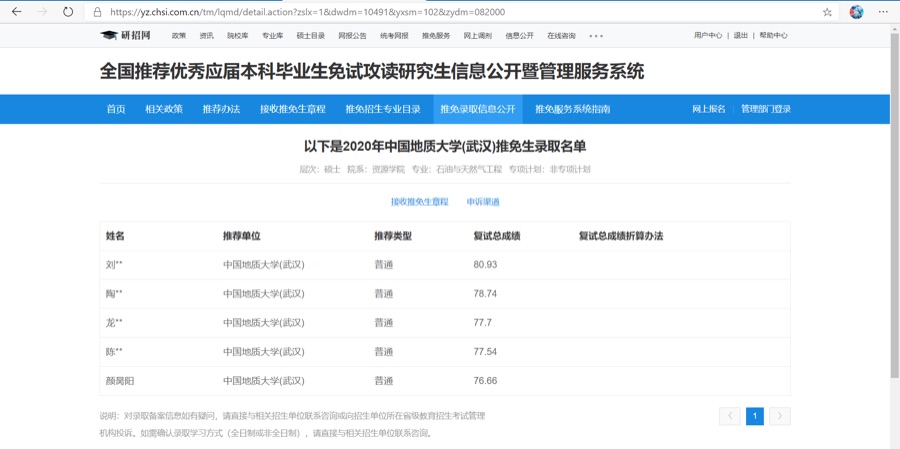 https://yz.chsi.com.cn/tm/lqmd/detail.action?zslx=1&dwdm=10491&yxsm=102&zydm=082000
研招网 政策 资讯 院校库 专业库 硕士目录 网报公告 统考网报 推免服务 网上调剂 信息公开 在线咨询 用户中心 | 退出 | 帮助中心
全国推荐优秀应届本科毕业生免试攻读研究生信息公开暨管理服务系统
首页 相关政策 推荐办法 接收推免生章程 推免招生专业目录 推免录取信息公开 推免服务系统指南 网上报名 | 管理部门登录
以下是2020年中国地质大学(武汉)推免生录取名单
层次：硕士 院系：资源学院 专业：石油与天然气工程 专项计划：非专项计划
接收推免生章程 申诉渠道
姓名 推荐单位 推荐类型 复试总成绩 复试总成绩折算办法
刘** 中国地质大学(武汉) 普通 80.93
陶** 中国地质大学(武汉) 普通 78.74
龙** 中国地质大学(武汉) 普通 77.7
陈** 中国地质大学(武汉) 普通 77.54
颜昊阳 中国地质大学(武汉) 普通 76.66
说明：对录取备案信息如有疑问，请直接与相关招生单位联系咨询或向招生单位所在省级教育招生考试管理
机构投诉。如需确认录取学习方式（全日制或非全日制），请直接与相关招生单位联系咨询。
< 1 >